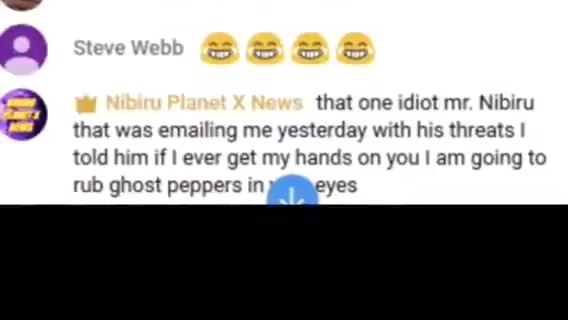 Steve Webb 😂😂😂😂
Nibiru Planet X News that one idiot mr. Nibiru
that was emailing me yesterday with his threats I
told him if I ever get my hands on you I am going to
rub ghost peppers in eyes